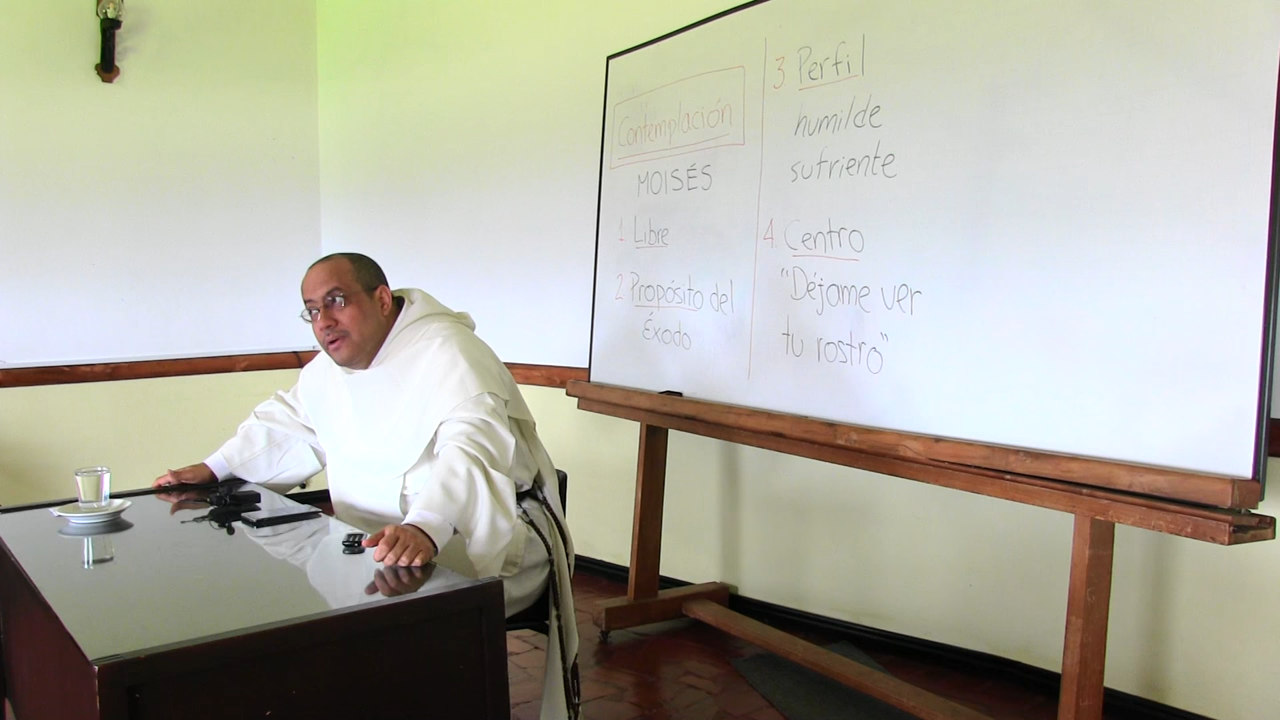 Contemplación
MOISÉS
1. Libre
2 Propósito del
Éxodo
3. Perfil
humilde
sufriente
4. Centro
"Déjame ver
tu rostro"